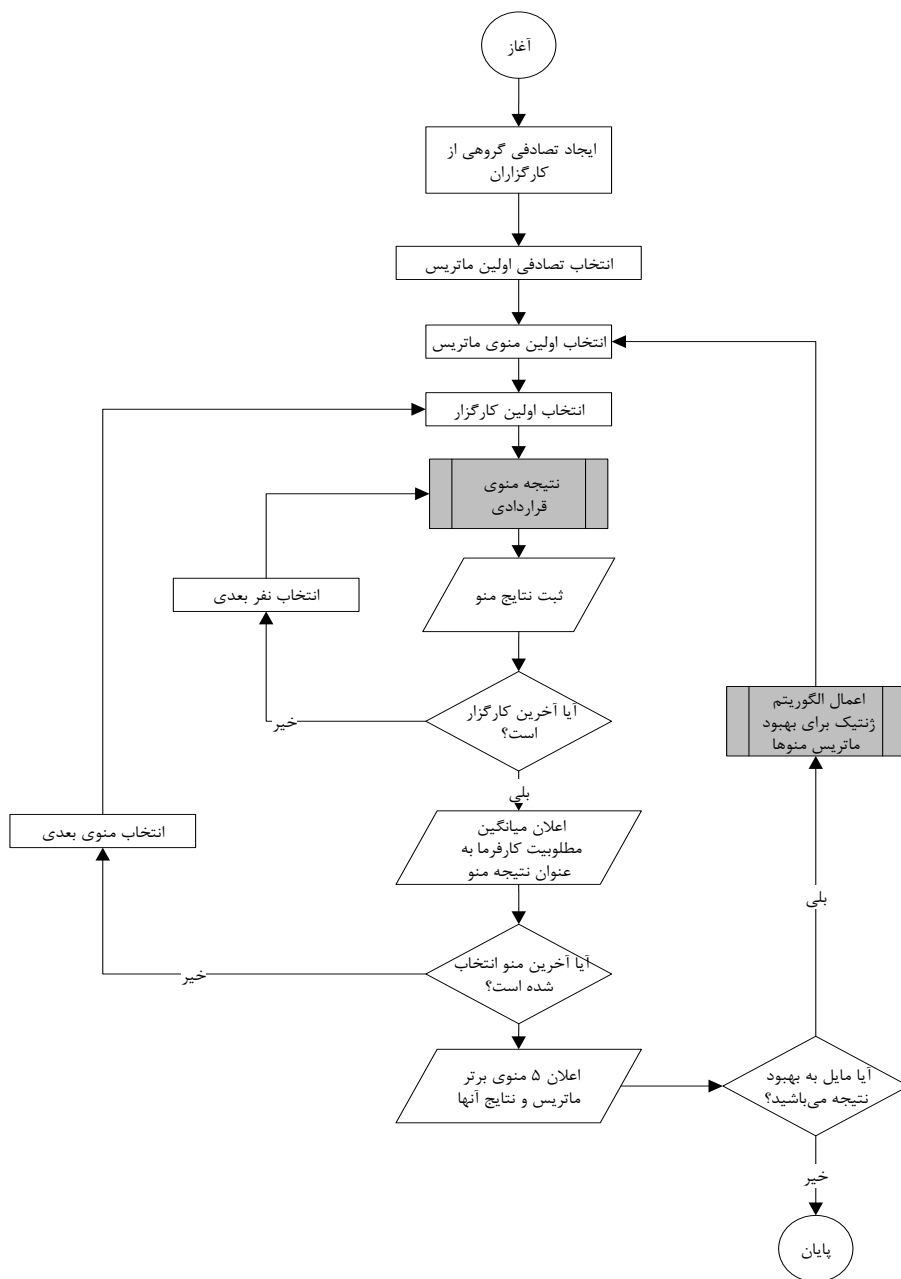 آغاز
ایجاد تصادفی گروهی از
کارگزاران
انتخاب تصادفی اولین ماتریس
انتخاب اولین منوی ماتریس
انتخاب اولین کارگزار
نتیجه منوی
قراردادی
ثبت نتایج منو
انتخاب نفر بعدی
آیا آخرین کارگزار
است؟
خیر
بلی
اعمال الگوریتم
ژنتیک برای بهبود
ماتریس منوها
انتخاب منوی بعدی
اعلان میانگین
مطلوبیت کارفرما به
عنوان نتیجه منو
بلی
آیا آخرین منو انتخاب
شده است؟
خیر
اعلان ۵ منوی برتر
ماتریس و نتایج آنها
آیا مایل به بهبود
نتیجه می‌باشید؟
خیر
پایان